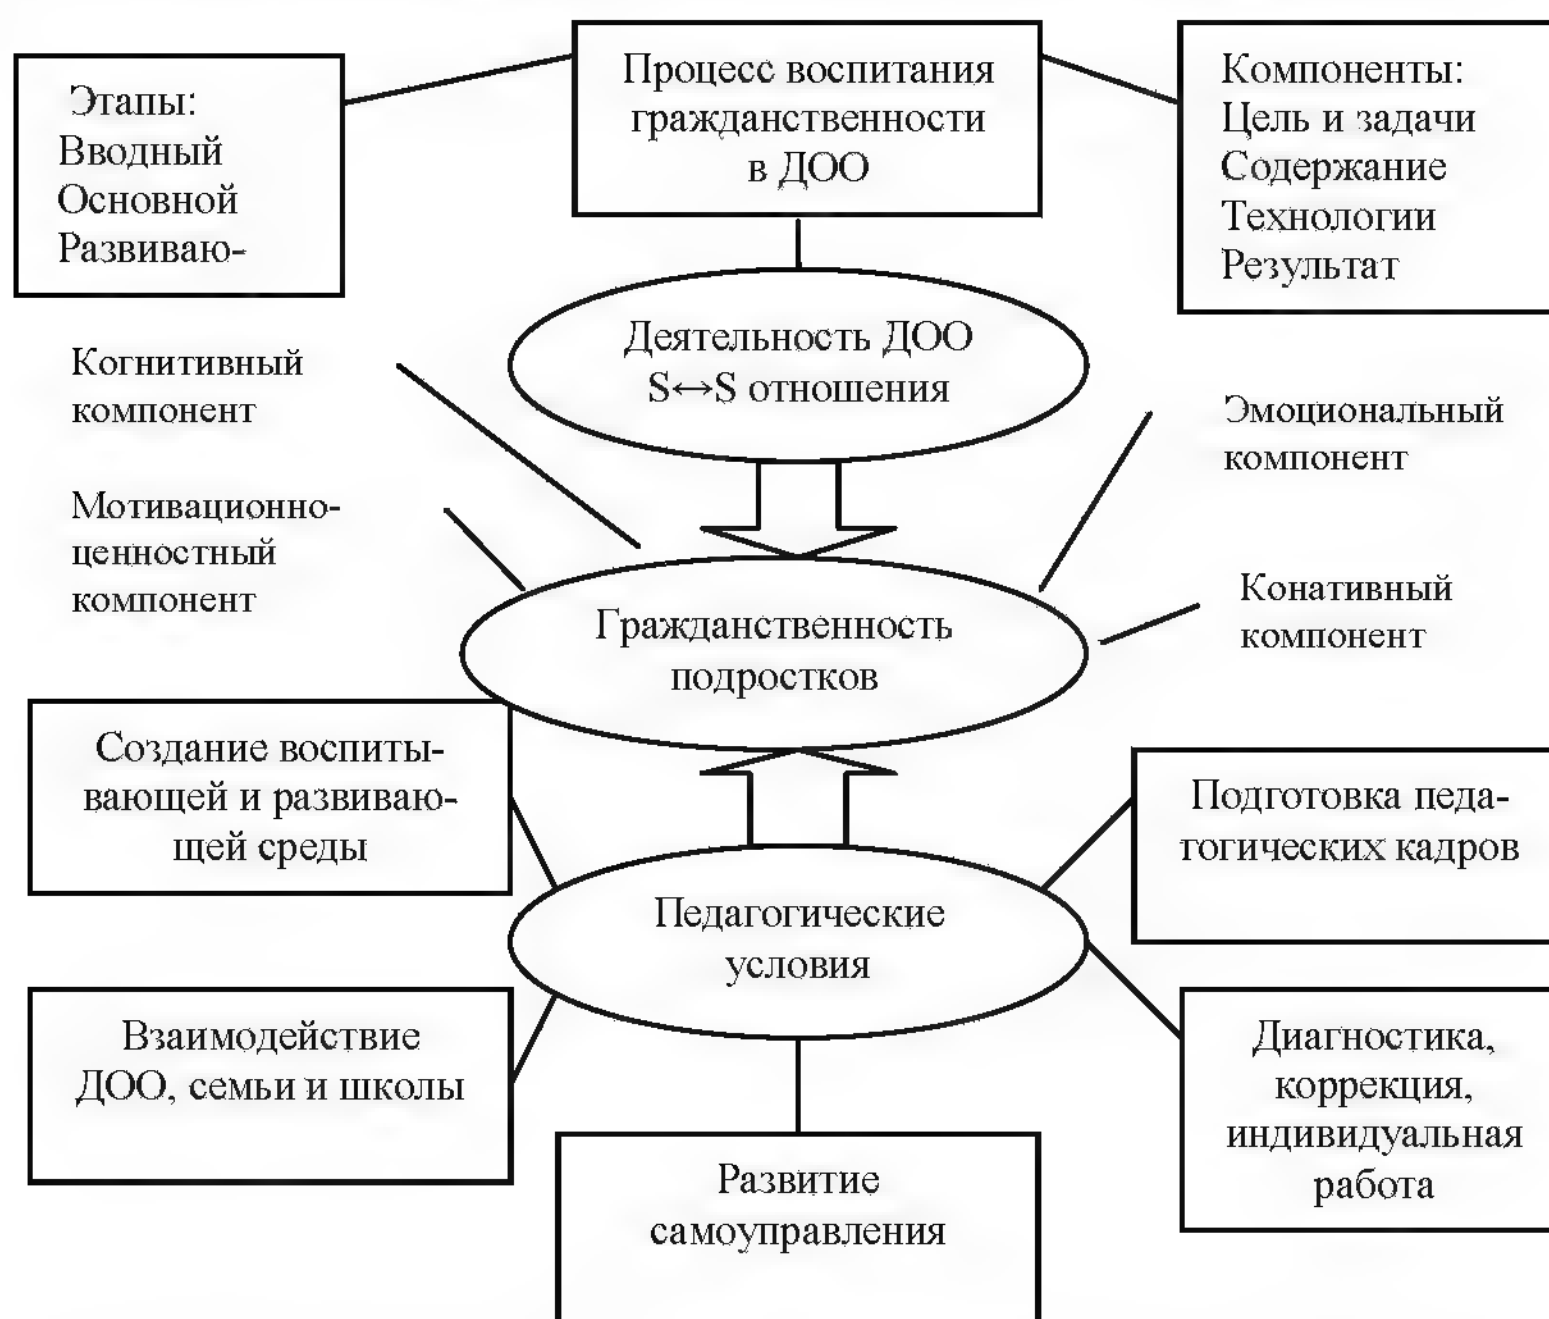 Процесс воспитания
гражданственности
в ДОО
Этапы:
Вводный
Основной
Развиваю-
Компоненты:
Цель и задачи
Содержание
Технологии
Результат
Деятельность ДОО
S↔S отношения
Когнитивный
компонент
Эмоциональный
компонент
Мотивационно-
ценностный
компонент
Конативный
компонент
Гражданственность
подростков
Создание воспиты-
вающей и развиваю-
щей среды
Подготовка педа-
гогических кадров
Педагогические
условия
Взаимодействие
ДОО, семьи и школы
Диагностика,
коррекция,
индивидуальная
работа
Развитие
самоуправления